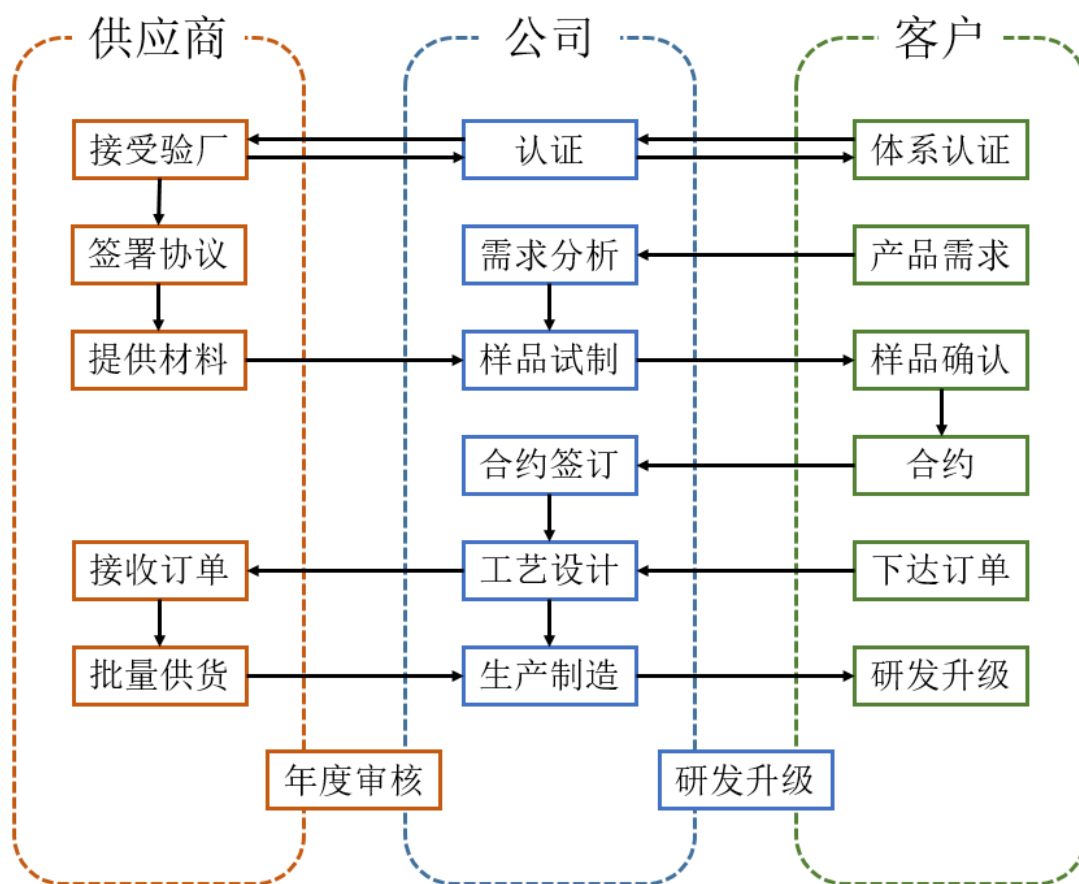 供应商 公司 客户
接受验厂 认证 体系认证
签署协议 需求分析 产品需求
提供材料 样品试制 样品确认
合约签订 合约
接收订单 工艺设计 下达订单
批量供货 生产制造 研发升级
年度审核 研发升级